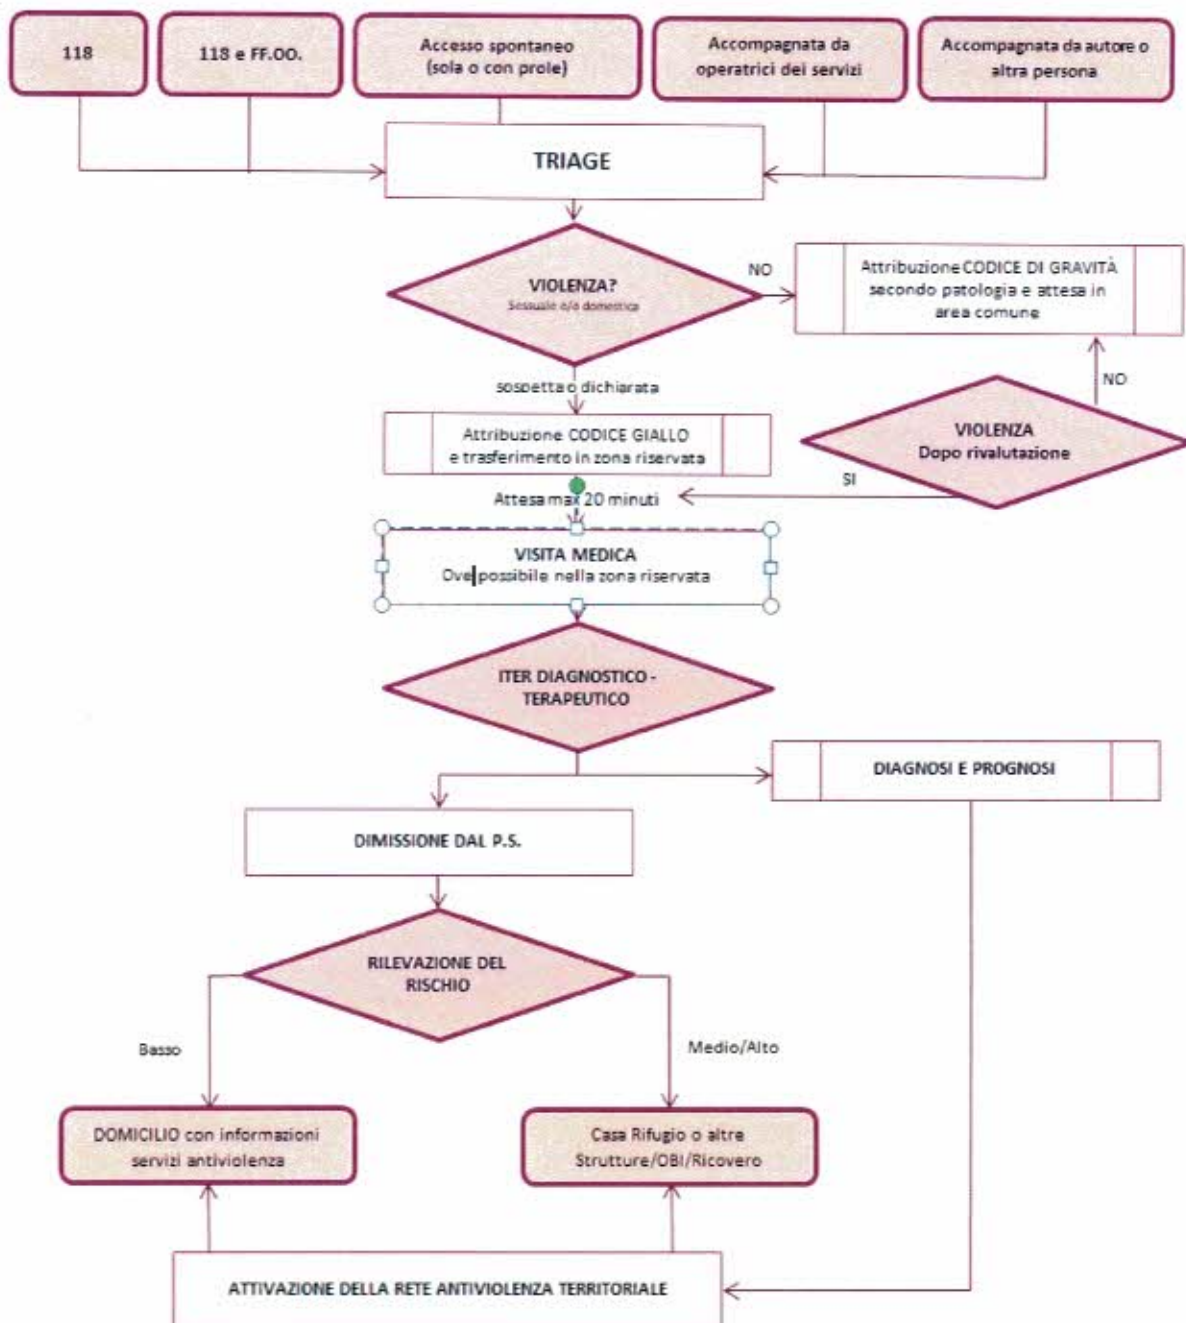 118
118 e FF.OO.
Accesso spontaneo
(sola o con prole)
Accompagnata da
operatrici dei servizi
Accompagnata da autore o
altra persona
TRIAGE
VIOLENZA?
Sessuale e/o domestica
NO
Attribuzione CODICE DI GRAVITÀ
secondo patologia e attesa in
area comune
sospetta o dichiarata
NO
Attribuzione CODICE GIALLO
e trasferimento in zona riservata
VIOLENZA
Dopo rivalutazione
SI
Attesa max 20 minuti
VISITA MEDICA
Ove possibile nella zona riservata
ITER DIAGNOSTICO -
TERAPEUTICO
DIAGNOSI E PROGNOSI
DIMISSIONE DAL P.S.
RILEVAZIONE DEL
RISCHIO
Basso
Medio/Alto
DOMICILIO con informazioni
servizi antiviolenza
Casa Rifugio o altre
Strutture/OBI/Ricovero
ATTIVAZIONE DELLA RETE ANTIVIOLENZA TERRITORIALE